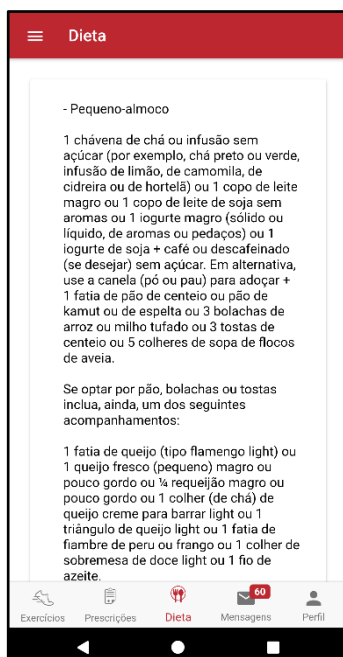 Dieta
- Pequeno-almoco
1 chávena de chá ou infusão sem
açúcar (por exemplo, chá preto ou verde,
infusão de limão, de camomila, de
cidreira ou de hortelã) ou 1 copo de leite
magro ou 1 copo de leite de soja sem
aromas ou 1 iogurte magro (sólido ou
líquido, de aromas ou pedaços) ou 1
iogurte de soja + café ou descafeinado
(se desejar) sem açúcar. Em alternativa,
use a canela (pó ou pau) para adoçar +
1 fatia de pão de centeio ou pão de
kamut ou de espelta ou 3 bolachas de
arroz ou milho tufado ou 3 tostas de
centeio ou 5 colheres de sopa de flocos
de aveia.
Se optar por pão, bolachas ou tostas
inclua, ainda, um dos seguintes
acompanhamentos:
1 fatia de queijo (tipo flamengo light) ou
1 queijo fresco (pequeno) magro ou
pouco gordo ou ¼ requeijão magro ou
pouco gordo ou 1 colher (de chá) de
queijo creme para barrar light ou 1
triângulo de queijo light ou 1 fatia de
fiambre de peru ou frango ou 1 colher de
sobremesa de doce light ou 1 fio de
azeite.
60
Exercícios Prescrições Dieta Mensagens Perfil